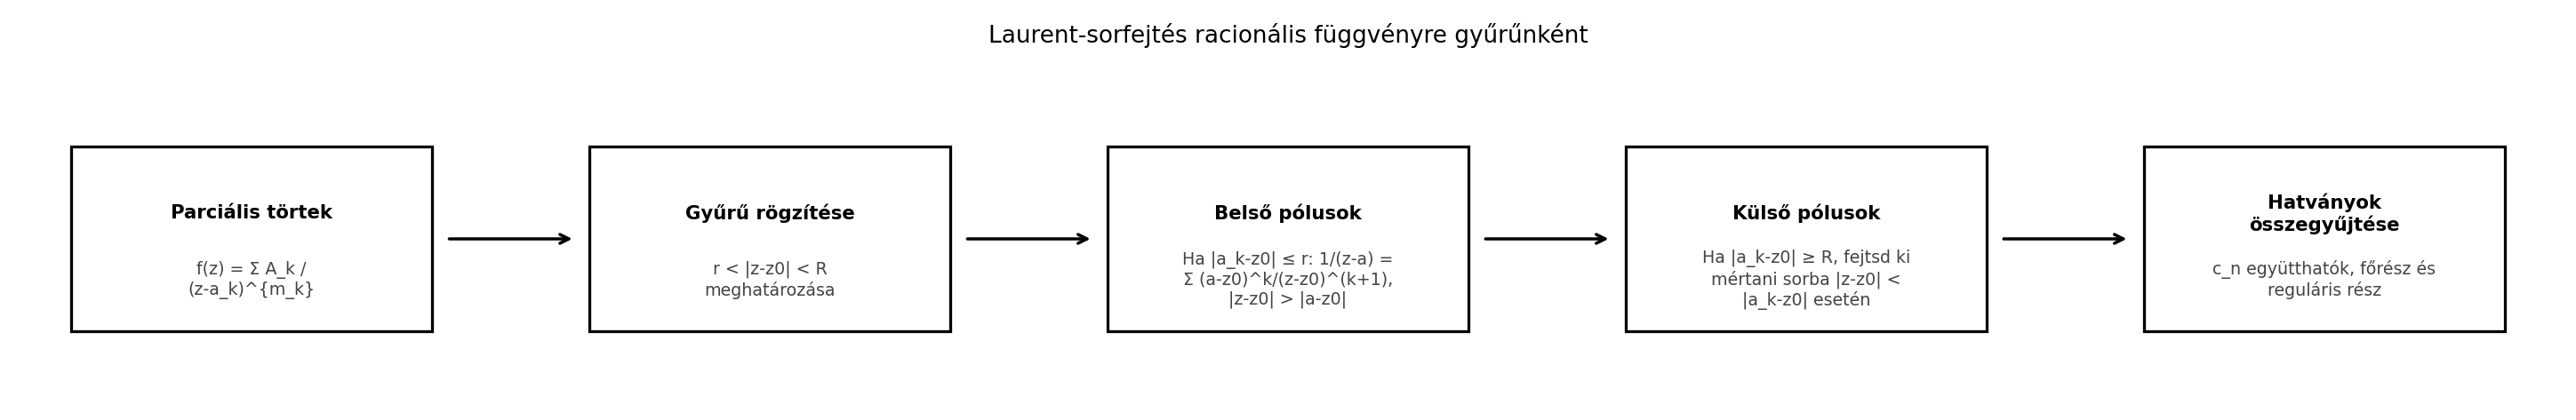 Laurent-sorfejtés racionális függvényre gyűrűnként
Parciális törtek
f(z) = Σ A_k /
(z-a_k)^{m_k}
Gyűrű rögzítése
r < |z-z0| < R
meghatározása
Belső pólusok
Ha |a_k-z0| ≤ r: 1/(z-a) =
Σ (a-z0)^k/(z-z0)^(k+1),
|z-z0| > |a-z0|
Külső pólusok
Ha |a_k-z0| ≥ R, fejtsd ki
mértani sorba |z-z0| <
|a_k-z0| esetén
Hatványok
összegyűjtése
c_n együtthatók, főrész és
reguláris rész